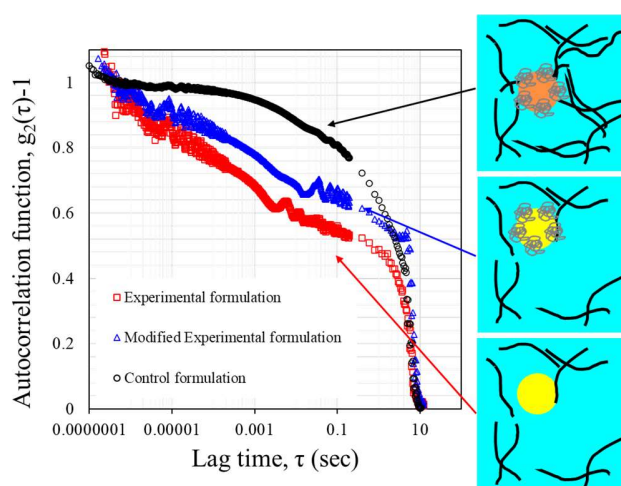 Autocorrelation function, g₂(τ)-1
1
0.8
0.6
0.4
0.2
0
Experimental formulation
Modified Experimental formulation
Control formulation
0.0000001 0.00001 0.001 0.1 10
Lag time, τ (sec)